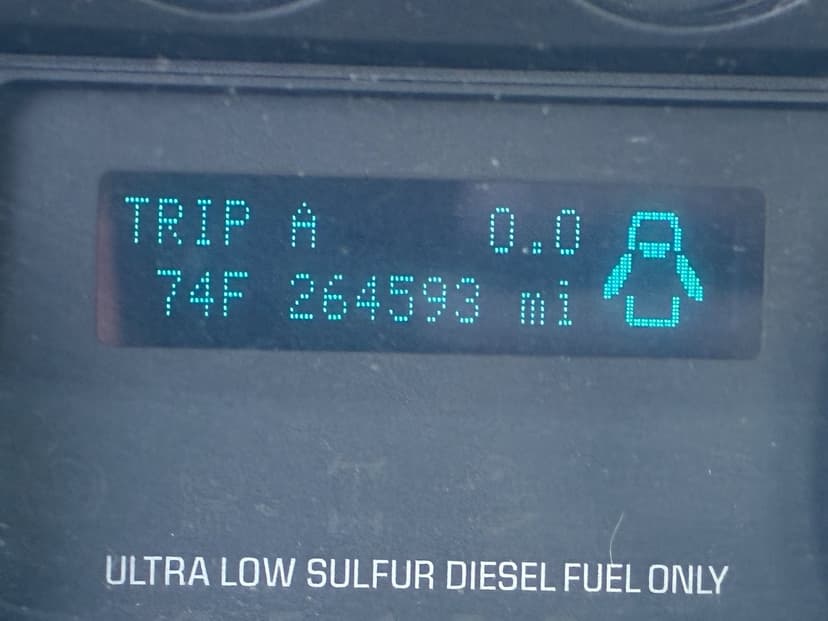 TRIP A 0.0
74F 264593 mi
ULTRA LOW SULFUR DIESEL FUEL ONLY